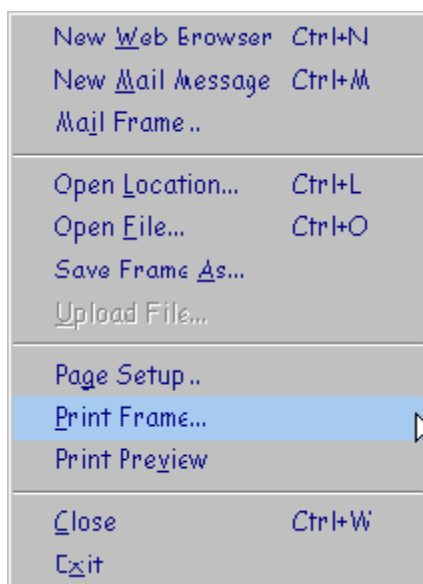 New Web Browser Ctrl+N
New Mail Message Ctrl+M
Mail Frame..
Open Location... Ctrl+L
Open File... Ctrl+O
Save Frame As...
Upload File...
Page Setup..
Print Frame...
Print Preview
Close Ctrl+W
Exit